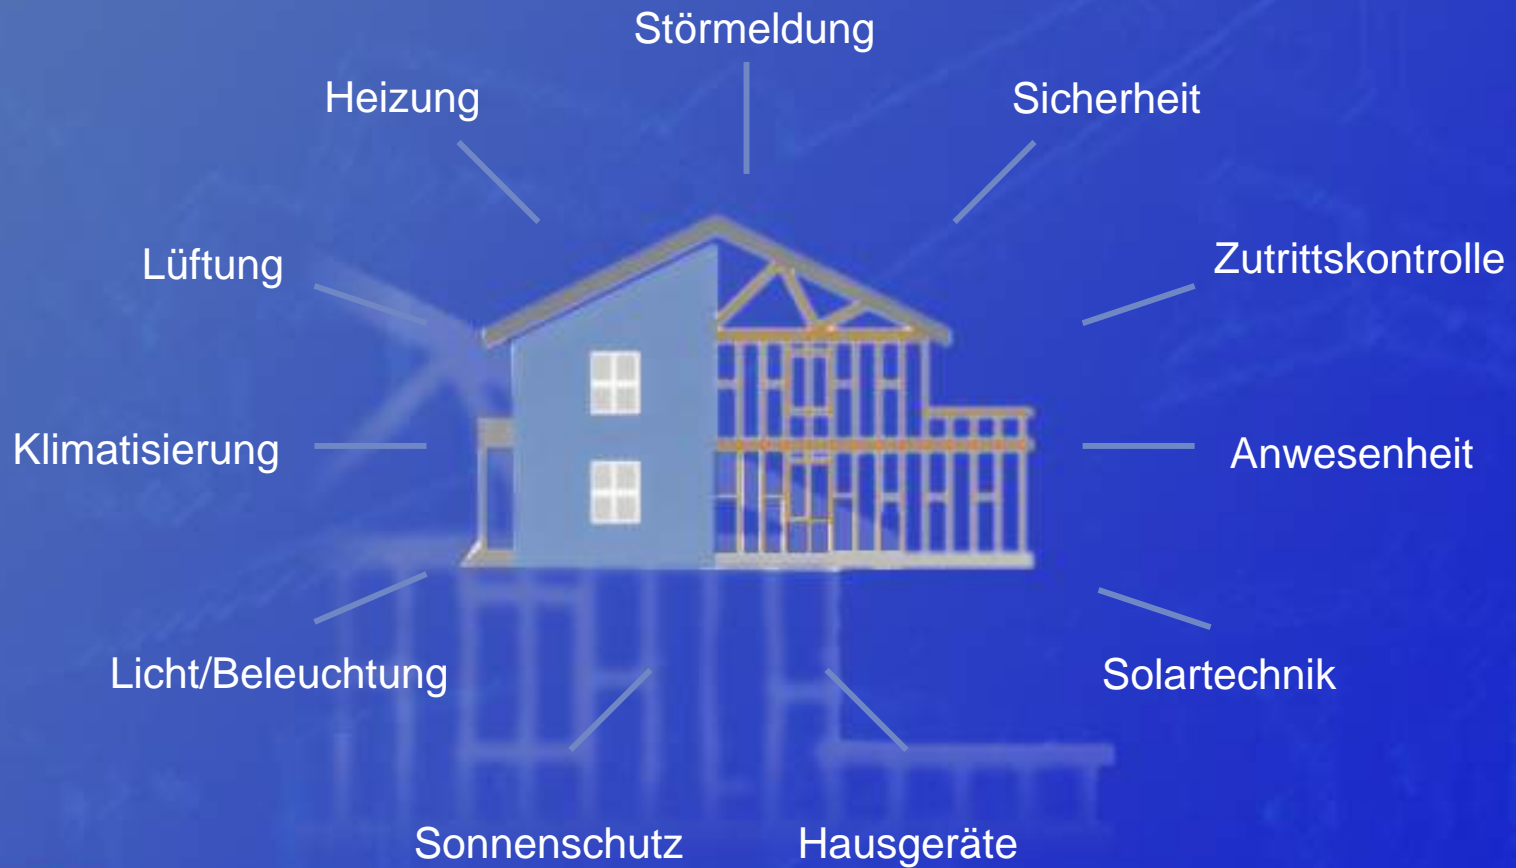 Störmeldung
Heizung
Sicherheit
Lüftung
Zutrittskontrolle
Klimatisierung
Anwesenheit
Licht/Beleuchtung
Solartechnik
Sonnenschutz
Hausgeräte